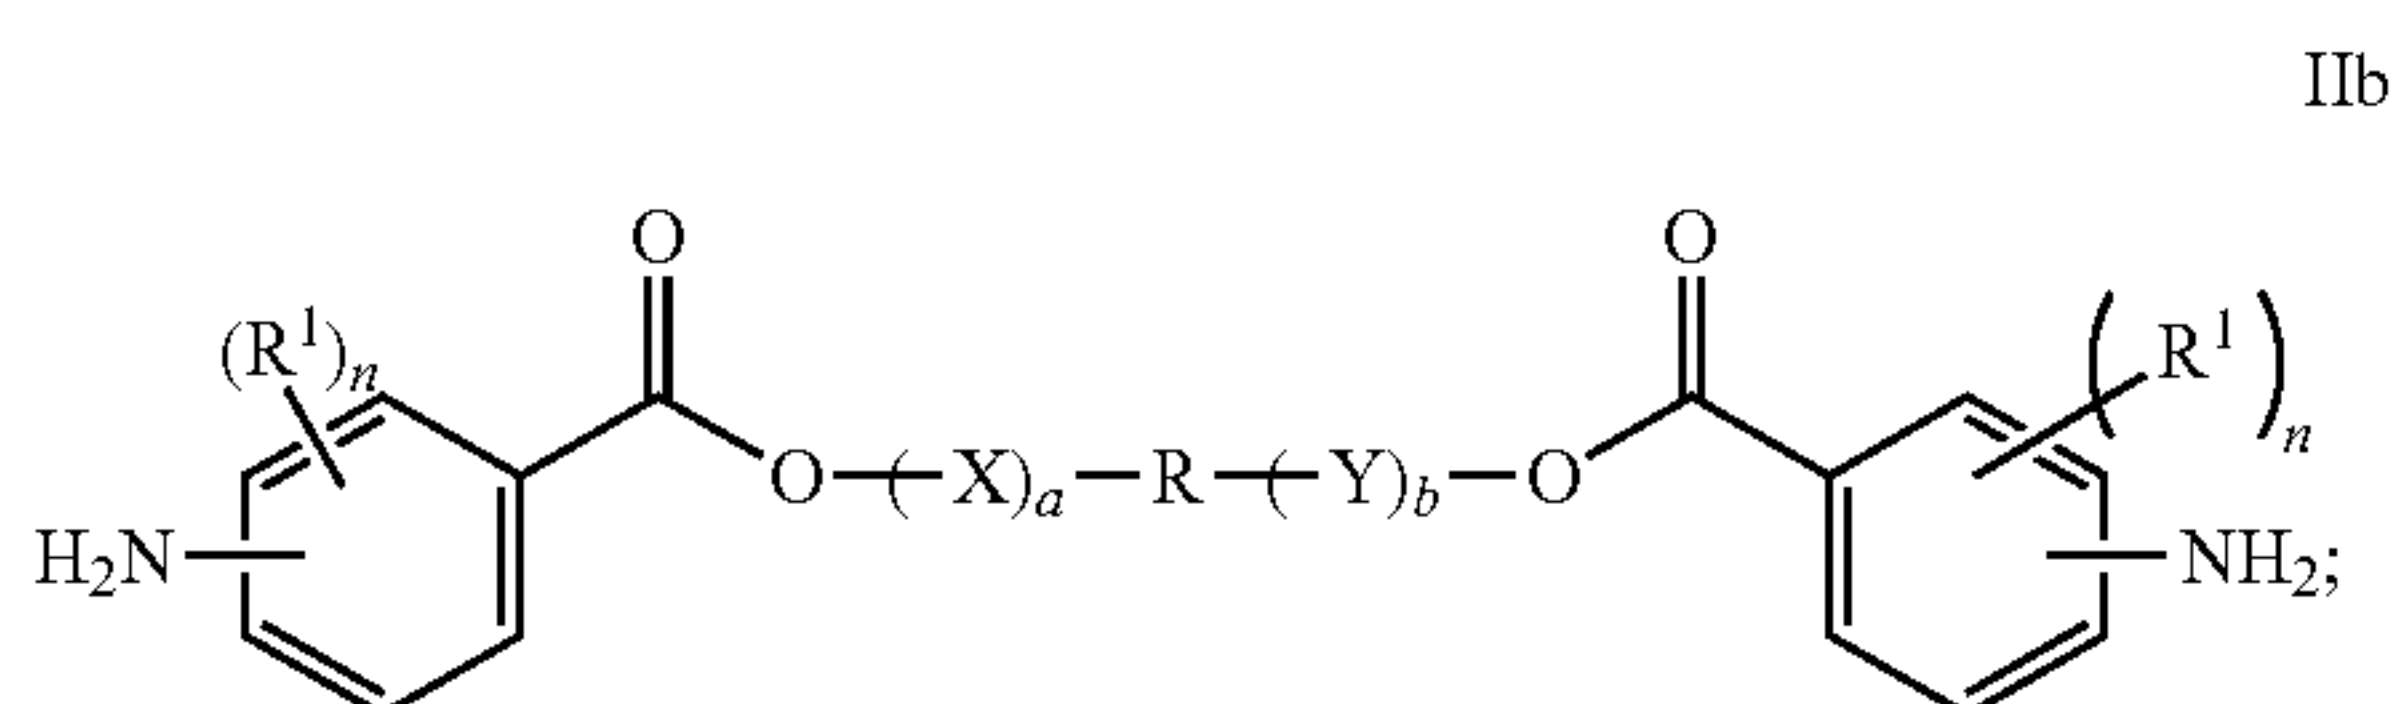 IIb
O O
(R¹)ₙ (R¹)ₙ
O—(X)ₐ—R—(Y)b—O
H₂N NH₂;